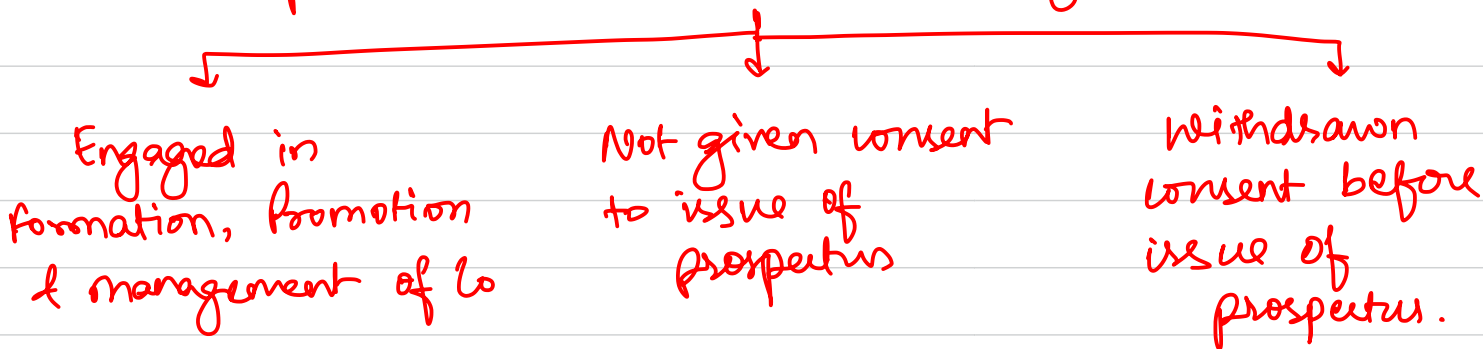 Engaged in
formation, Promotion
& management of Co
Not given consent
to issue of
prospectus
Withdrawn
consent before
issue of
prospectus.